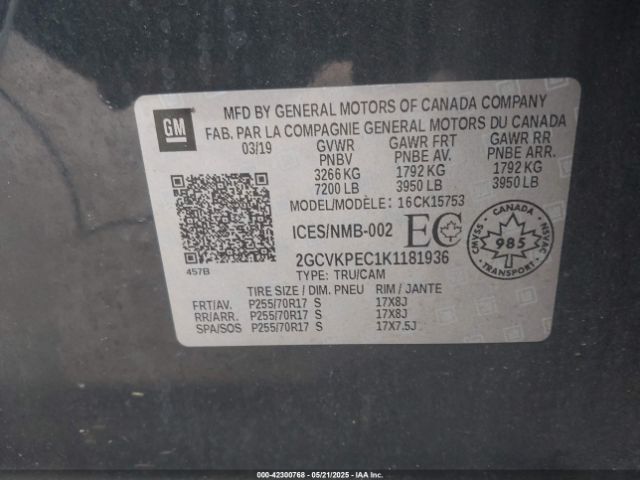 GM
MFD BY GENERAL MOTORS OF CANADA COMPANY
FAB. PAR LA COMPAGNIE GENERAL MOTORS DU CANADA
03/19 GVWR GAWR FRT GAWR RR
PNBV PNBE AV. PNBE ARR.
3266 KG 1792 KG 1792 KG
7200 LB 3950 LB 3950 LB
MODEL/MODÈLE: 16CK15753
ICES/NMB-002 EC
CANADA
CMVSS 985 NSVAC
2GCVKPEC1K1181936
457B
TYPE: TRU/CAM
TIRE SIZE / DIM. PNEU RIM / JANTE
FRT/AV. P255/70R17 S 17X8J
RR/ARR. P255/70R17 S 17X8J
SPA/SOS P255/70R17 S 17X7.5J
000-42300768 - 05/21/2025 - IAAI.COM